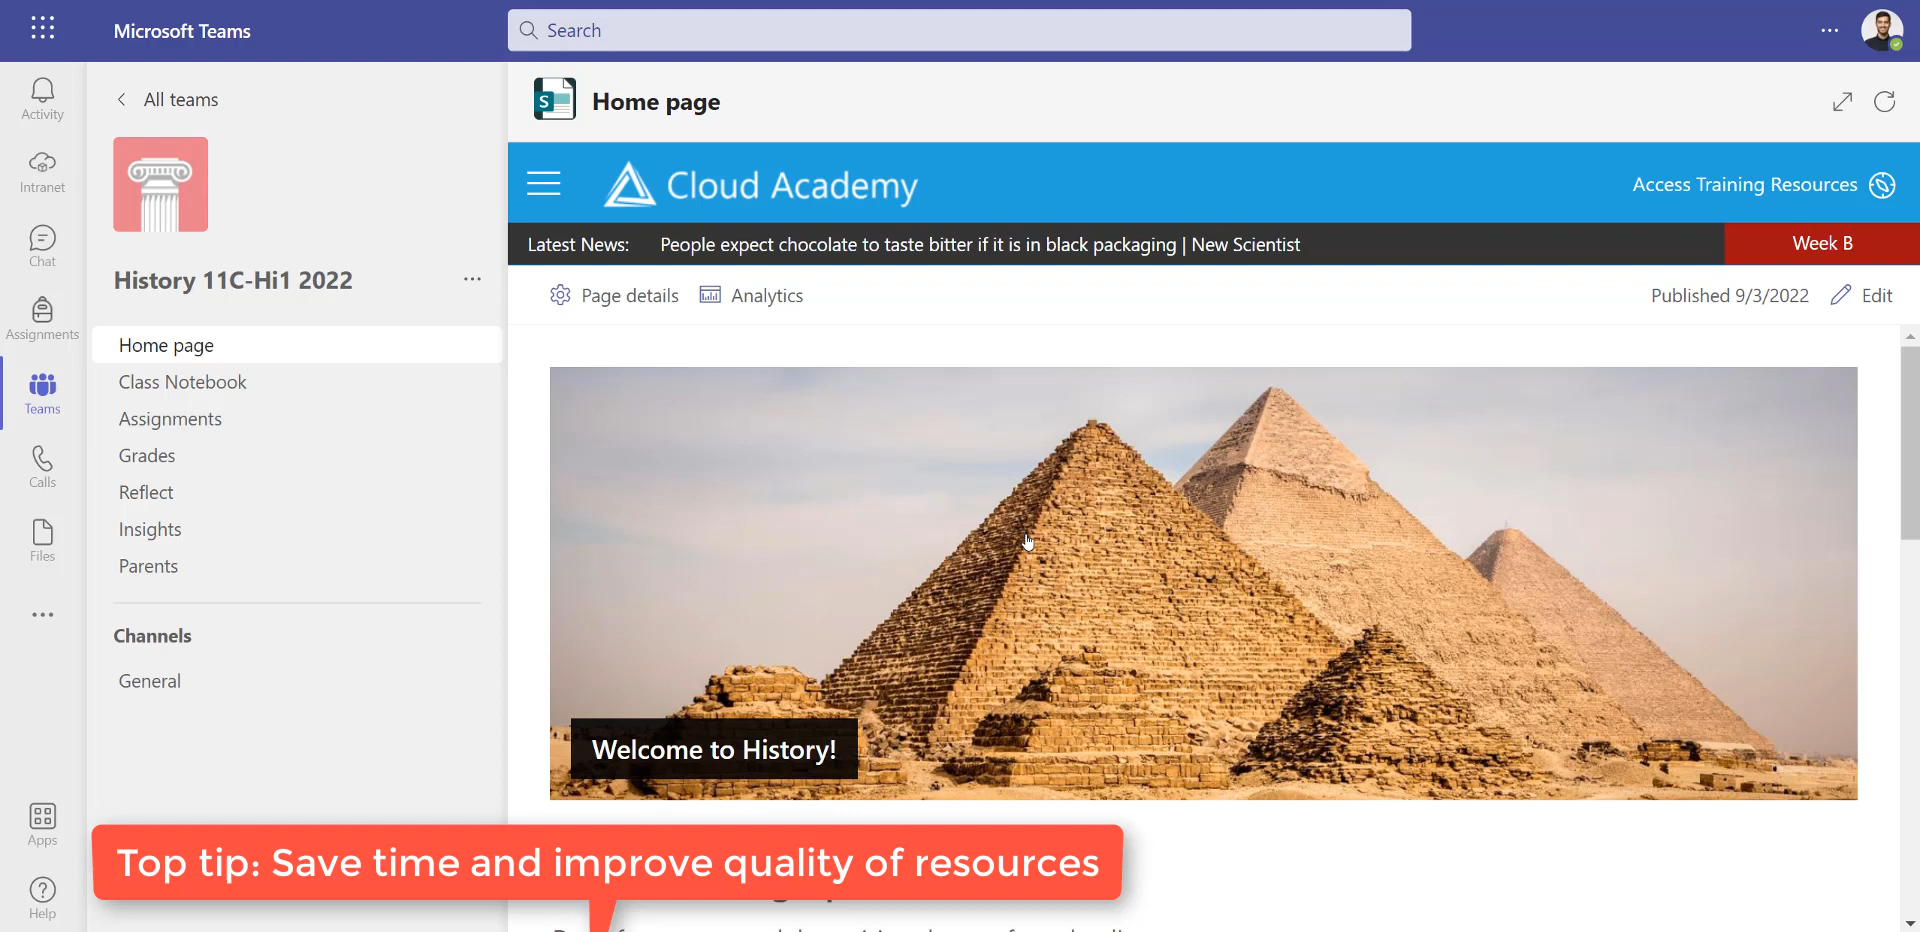 Microsoft Teams
Search
Activity
Intranet
Chat
Assignments
Teams
Calls
Files
Apps
Help
All teams
History 11C-Hi1 2022
Home page
Class Notebook
Assignments
Grades
Reflect
Insights
Parents
Channels
General
S
Home page
Cloud Academy
Access Training Resources
Latest News: People expect chocolate to taste bitter if it is in black packaging | New Scientist
Week B
Page details
Analytics
Published 9/3/2022
Edit
Welcome to History!
Top tip: Save time and improve quality of resources